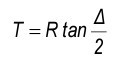 T = R tan Δ/2